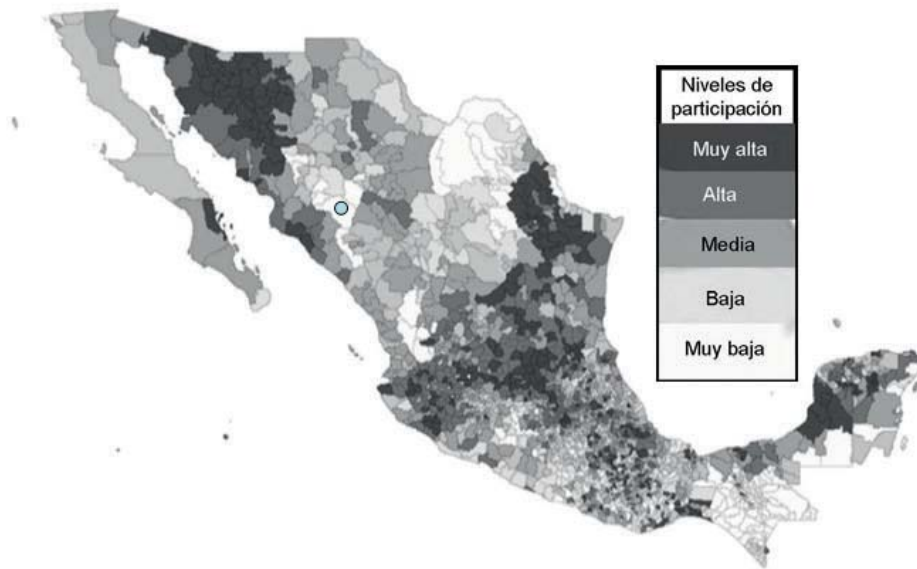 Niveles de
participación
Muy alta
Alta
Media
Baja
Muy baja